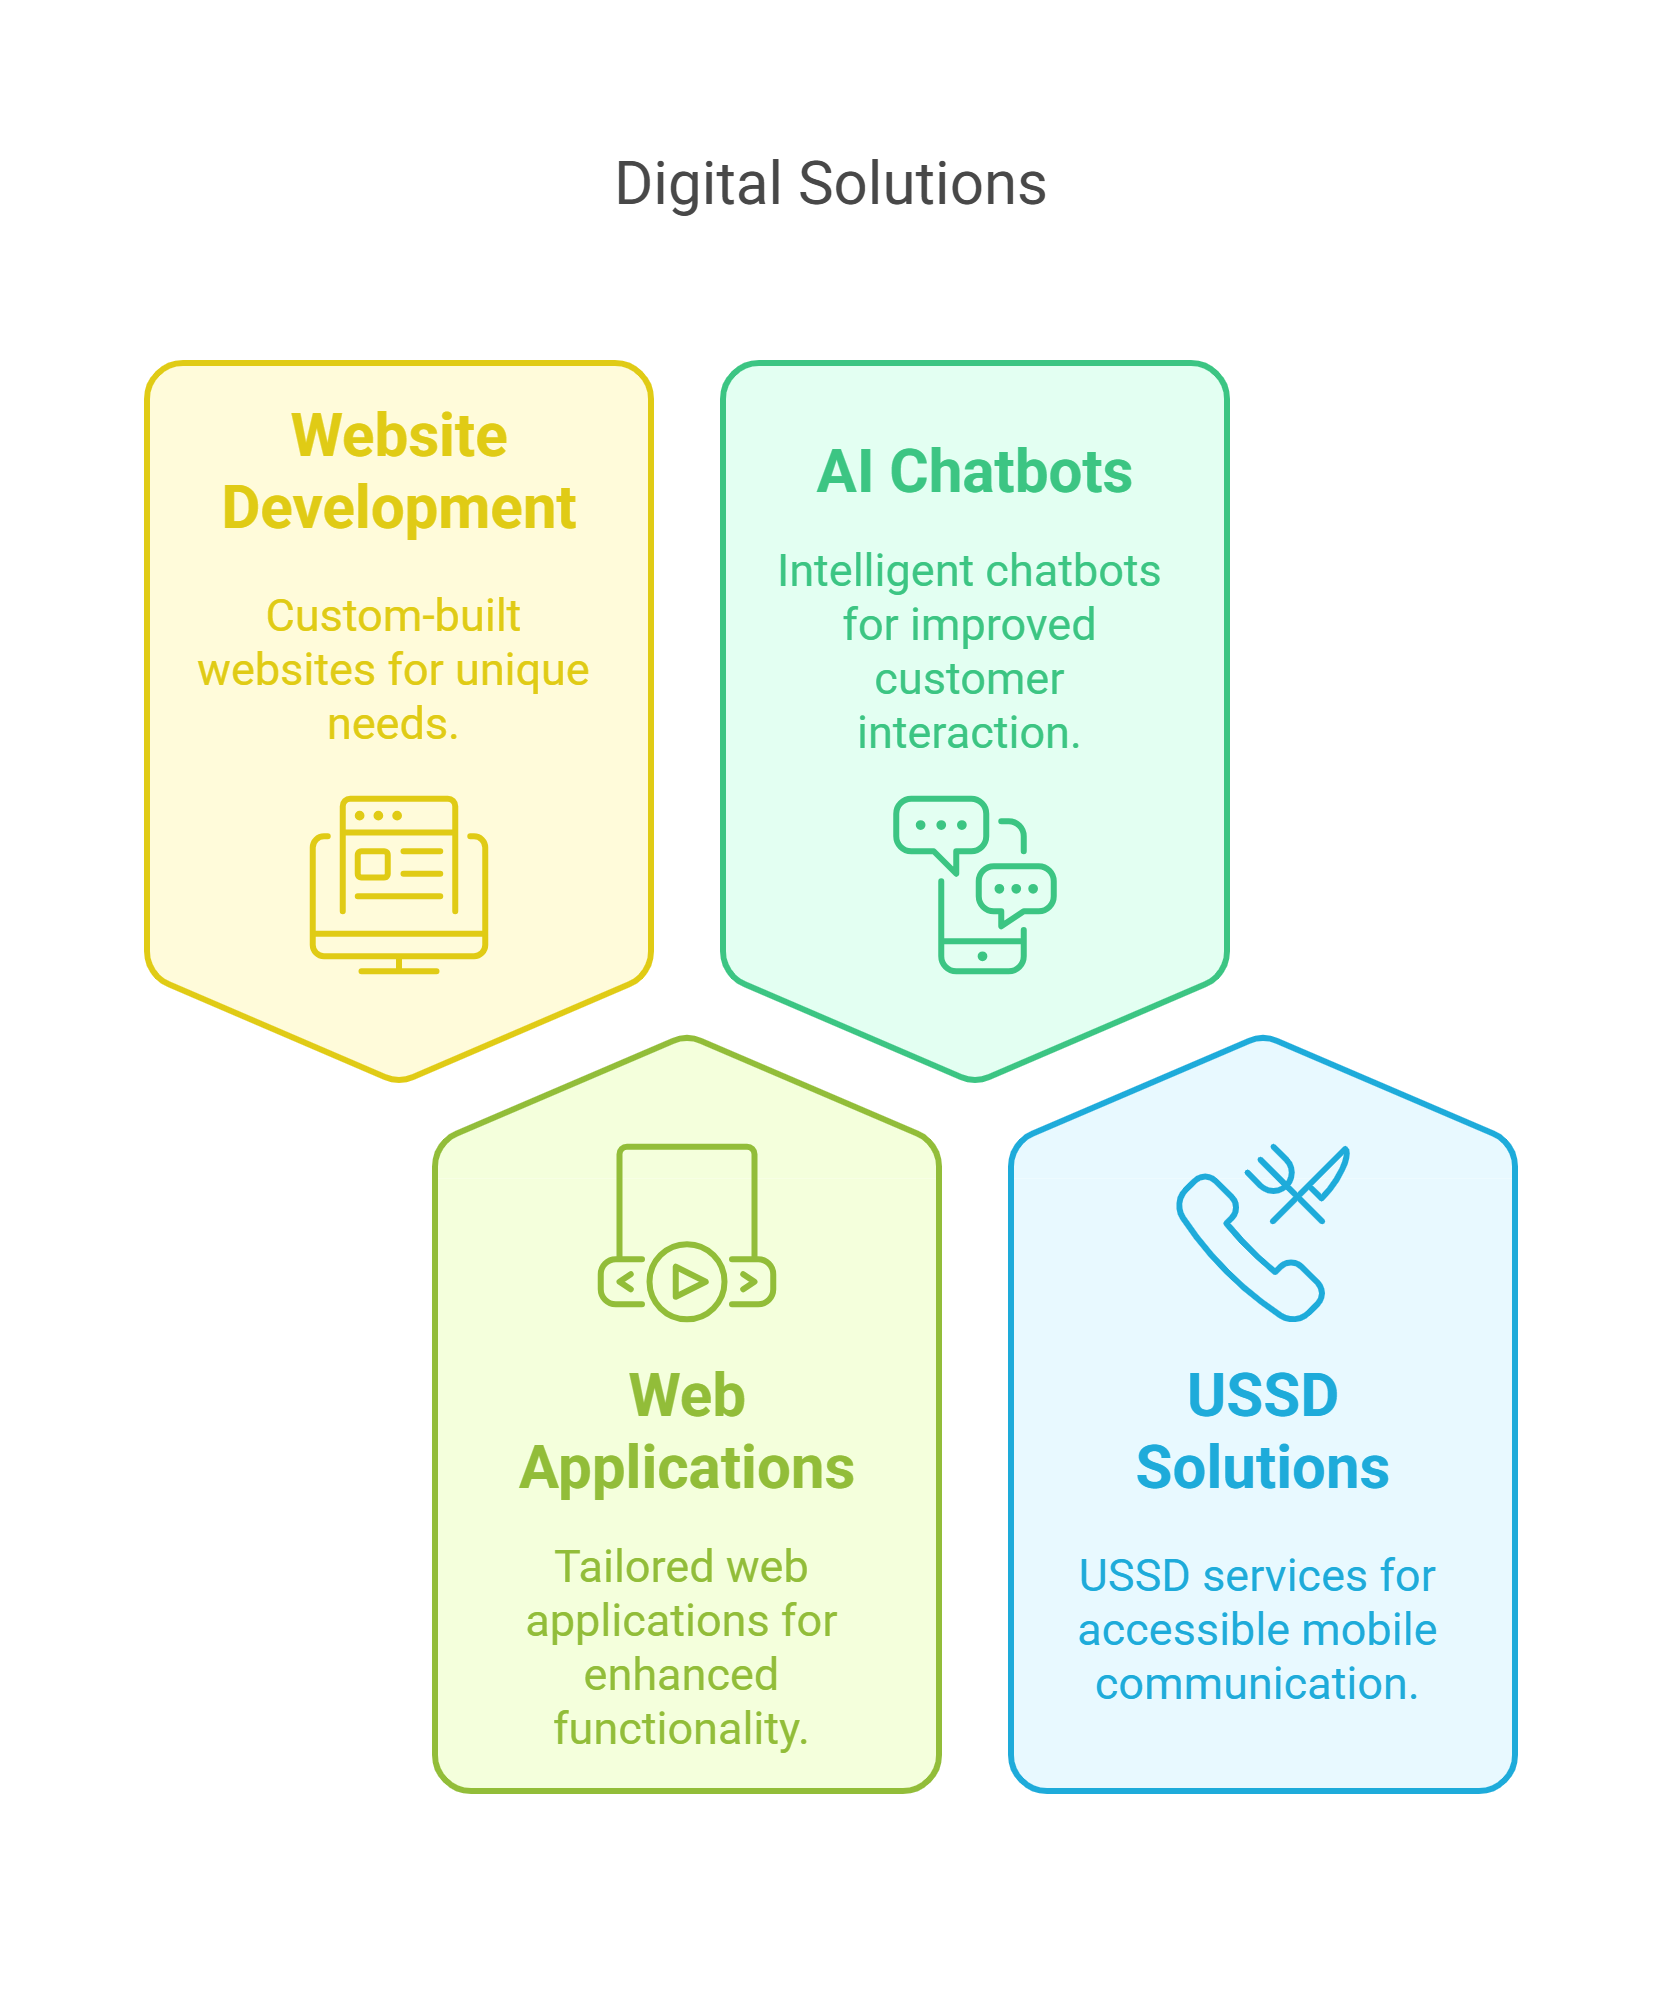 Digital Solutions
Website
Development
Custom-built
websites for unique
needs.
AI Chatbots
Intelligent chatbots
for improved
customer
interaction.
Web
Applications
Tailored web
applications for
enhanced
functionality.
USSD
Solutions
USSD services for
accessible mobile
communication.